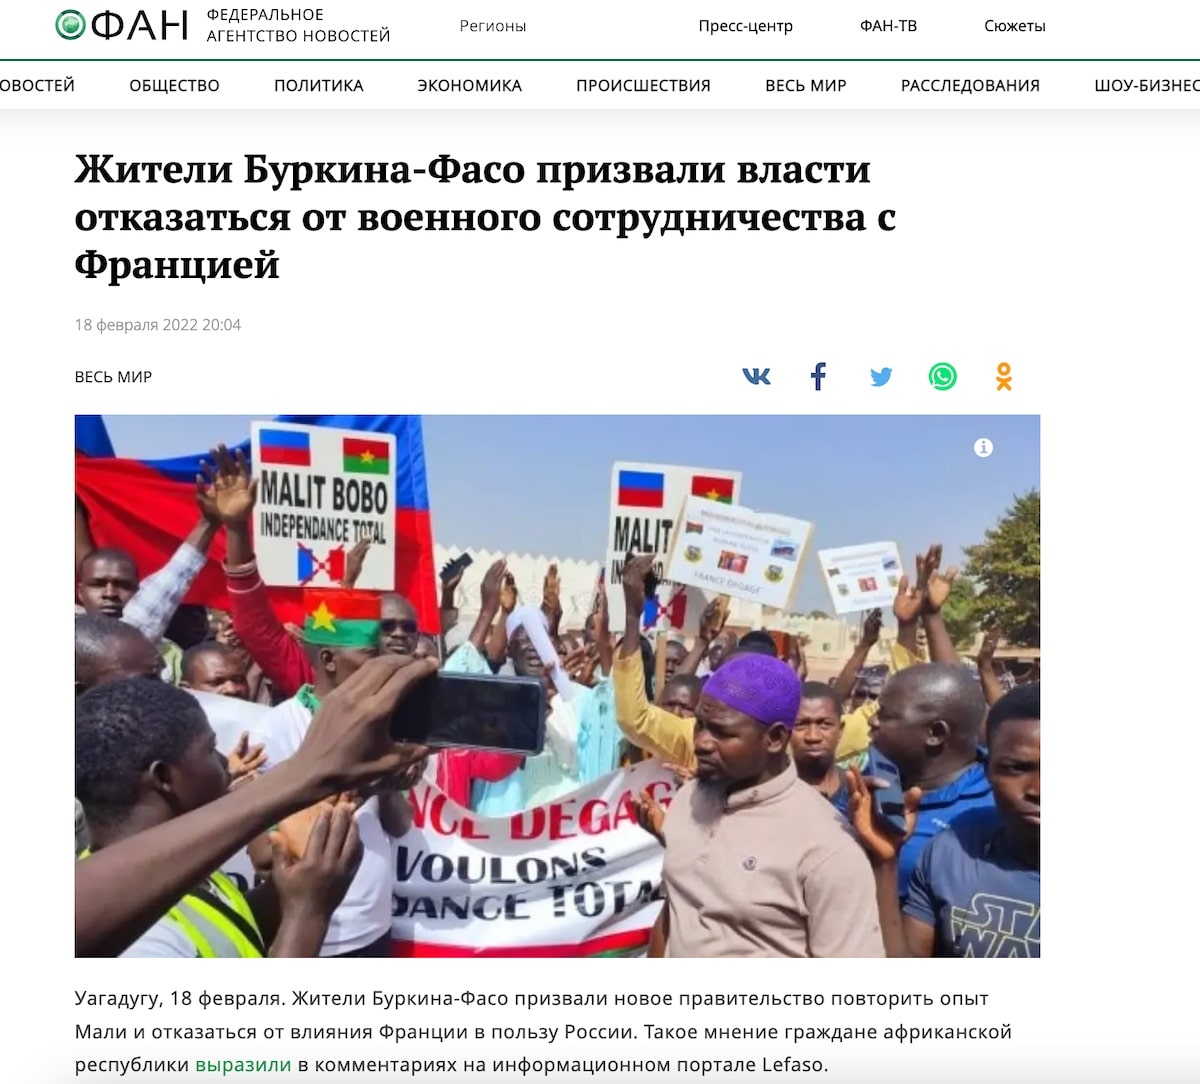 ФАН
ФЕДЕРАЛЬНОЕ
АГЕНТСТВО НОВОСТЕЙ
Регионы
Пресс-центр
ФАН-ТВ
Сюжеты
ОВОСТЕЙ
ОБЩЕСТВО
ПОЛИТИКА
ЭКОНОМИКА
ПРОИСШЕСТВИЯ
ВЕСЬ МИР
РАССЛЕДОВАНИЯ
ШОУ-БИЗНЕС
Жители Буркина-Фасо призвали власти
отказаться от военного сотрудничества с
Францией
18 февраля 2022 20:04
ВЕСЬ МИР
MALIT BOBO
INDEPENDANCE TOTAL
MALIT
FRANCE DEGAGE
NCE DEGAG
VOULONS
DANCE TOTA
STA
WA
Уагадугу, 18 февраля. Жители Буркина-Фасо призвали новое правительство повторить опыт
Мали и отказаться от влияния Франции в пользу России. Такое мнение граждане африканской
республики выразили в комментариях на информационном портале Lefaso.